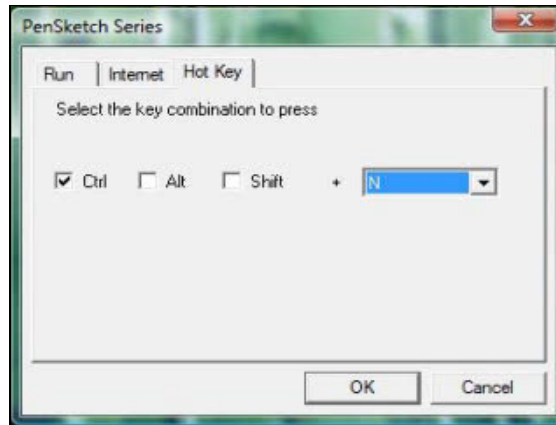 PenSketch Series
Run Internet Hot Key
Select the key combination to press
Ctrl Alt Shift + N
OK Cancel